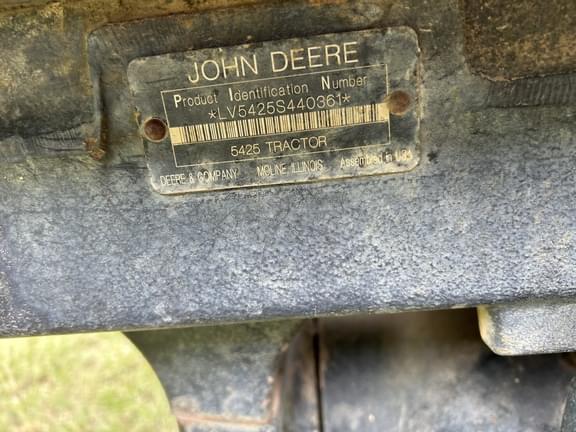 JOHN DEERE
Product Identification Number
*LV5425S440361*
5425 TRACTOR
DEERE & COMPANY MOLINE, ILLINOIS Assembled in USA